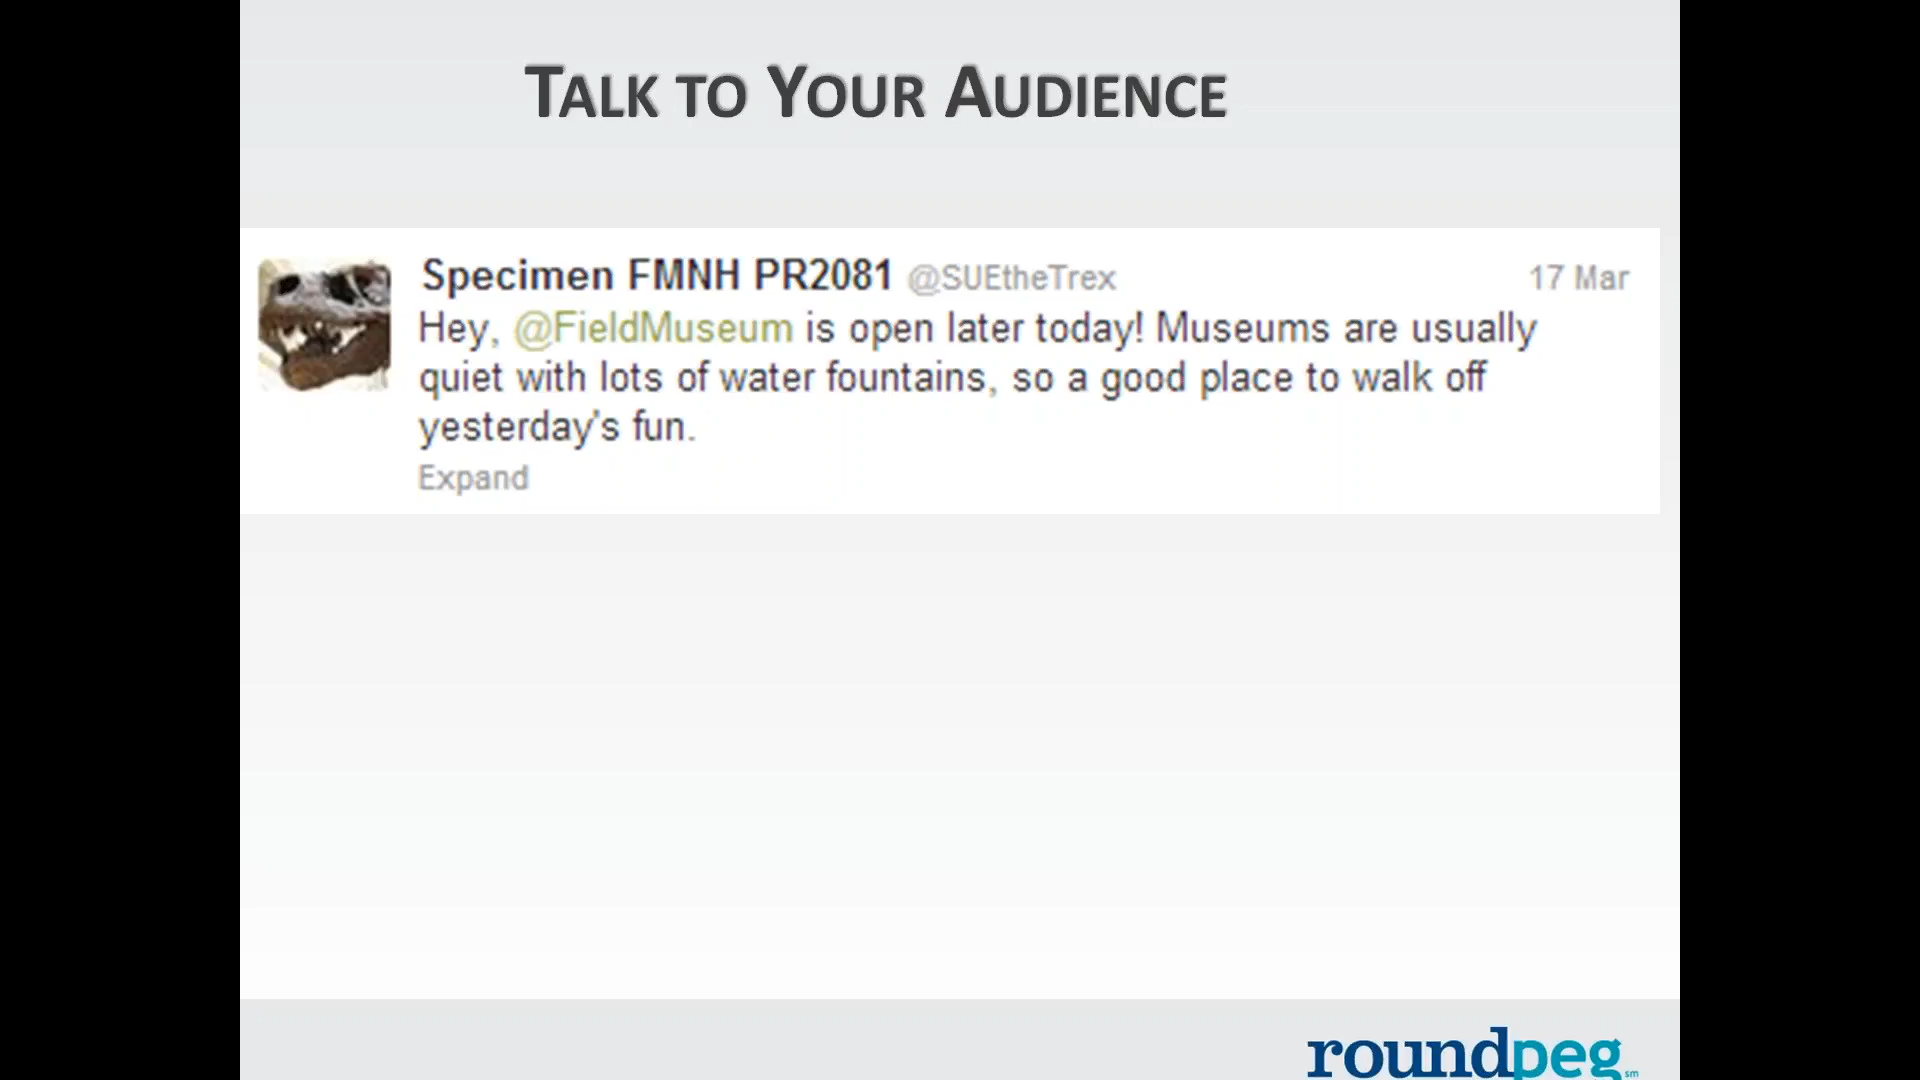 TALK TO YOUR AUDIENCE
Specimen FMNH PR2081 @SUEtheTrex 17 Mar
Hey, @FieldMuseum is open later today! Museums are usually
quiet with lots of water fountains, so a good place to walk off
yesterday's fun.
Expand
roundpeg sm